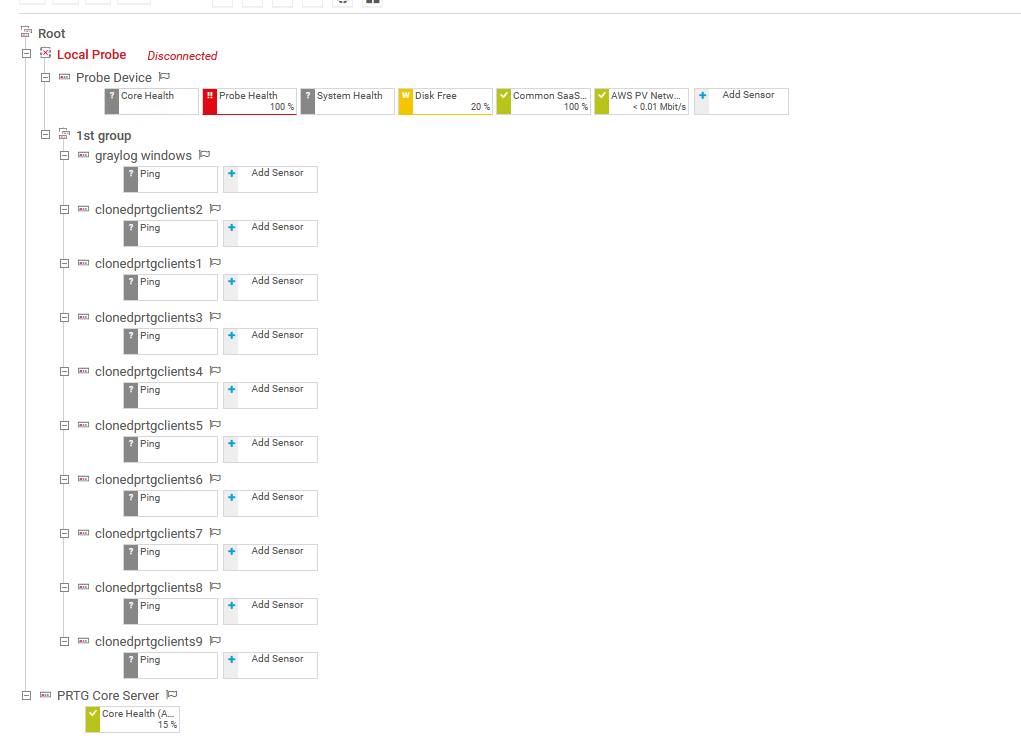 Root
Local Probe Disconnected
Probe Device
? Core Health
!! Probe Health
100 %
? System Health
W Disk Free
20 %
Common SaaS...
100 %
AWS PV Netw...
< 0.01 Mbit/s
+ Add Sensor
1st group
graylog windows
? Ping + Add Sensor
clonedprtgclients2
? Ping + Add Sensor
clonedprtgclients1
? Ping + Add Sensor
clonedprtgclients3
? Ping + Add Sensor
clonedprtgclients4
? Ping + Add Sensor
clonedprtgclients5
? Ping + Add Sensor
clonedprtgclients6
? Ping + Add Sensor
clonedprtgclients7
? Ping + Add Sensor
clonedprtgclients8
? Ping + Add Sensor
clonedprtgclients9
? Ping + Add Sensor
PRTG Core Server
Core Health (A...
15 %